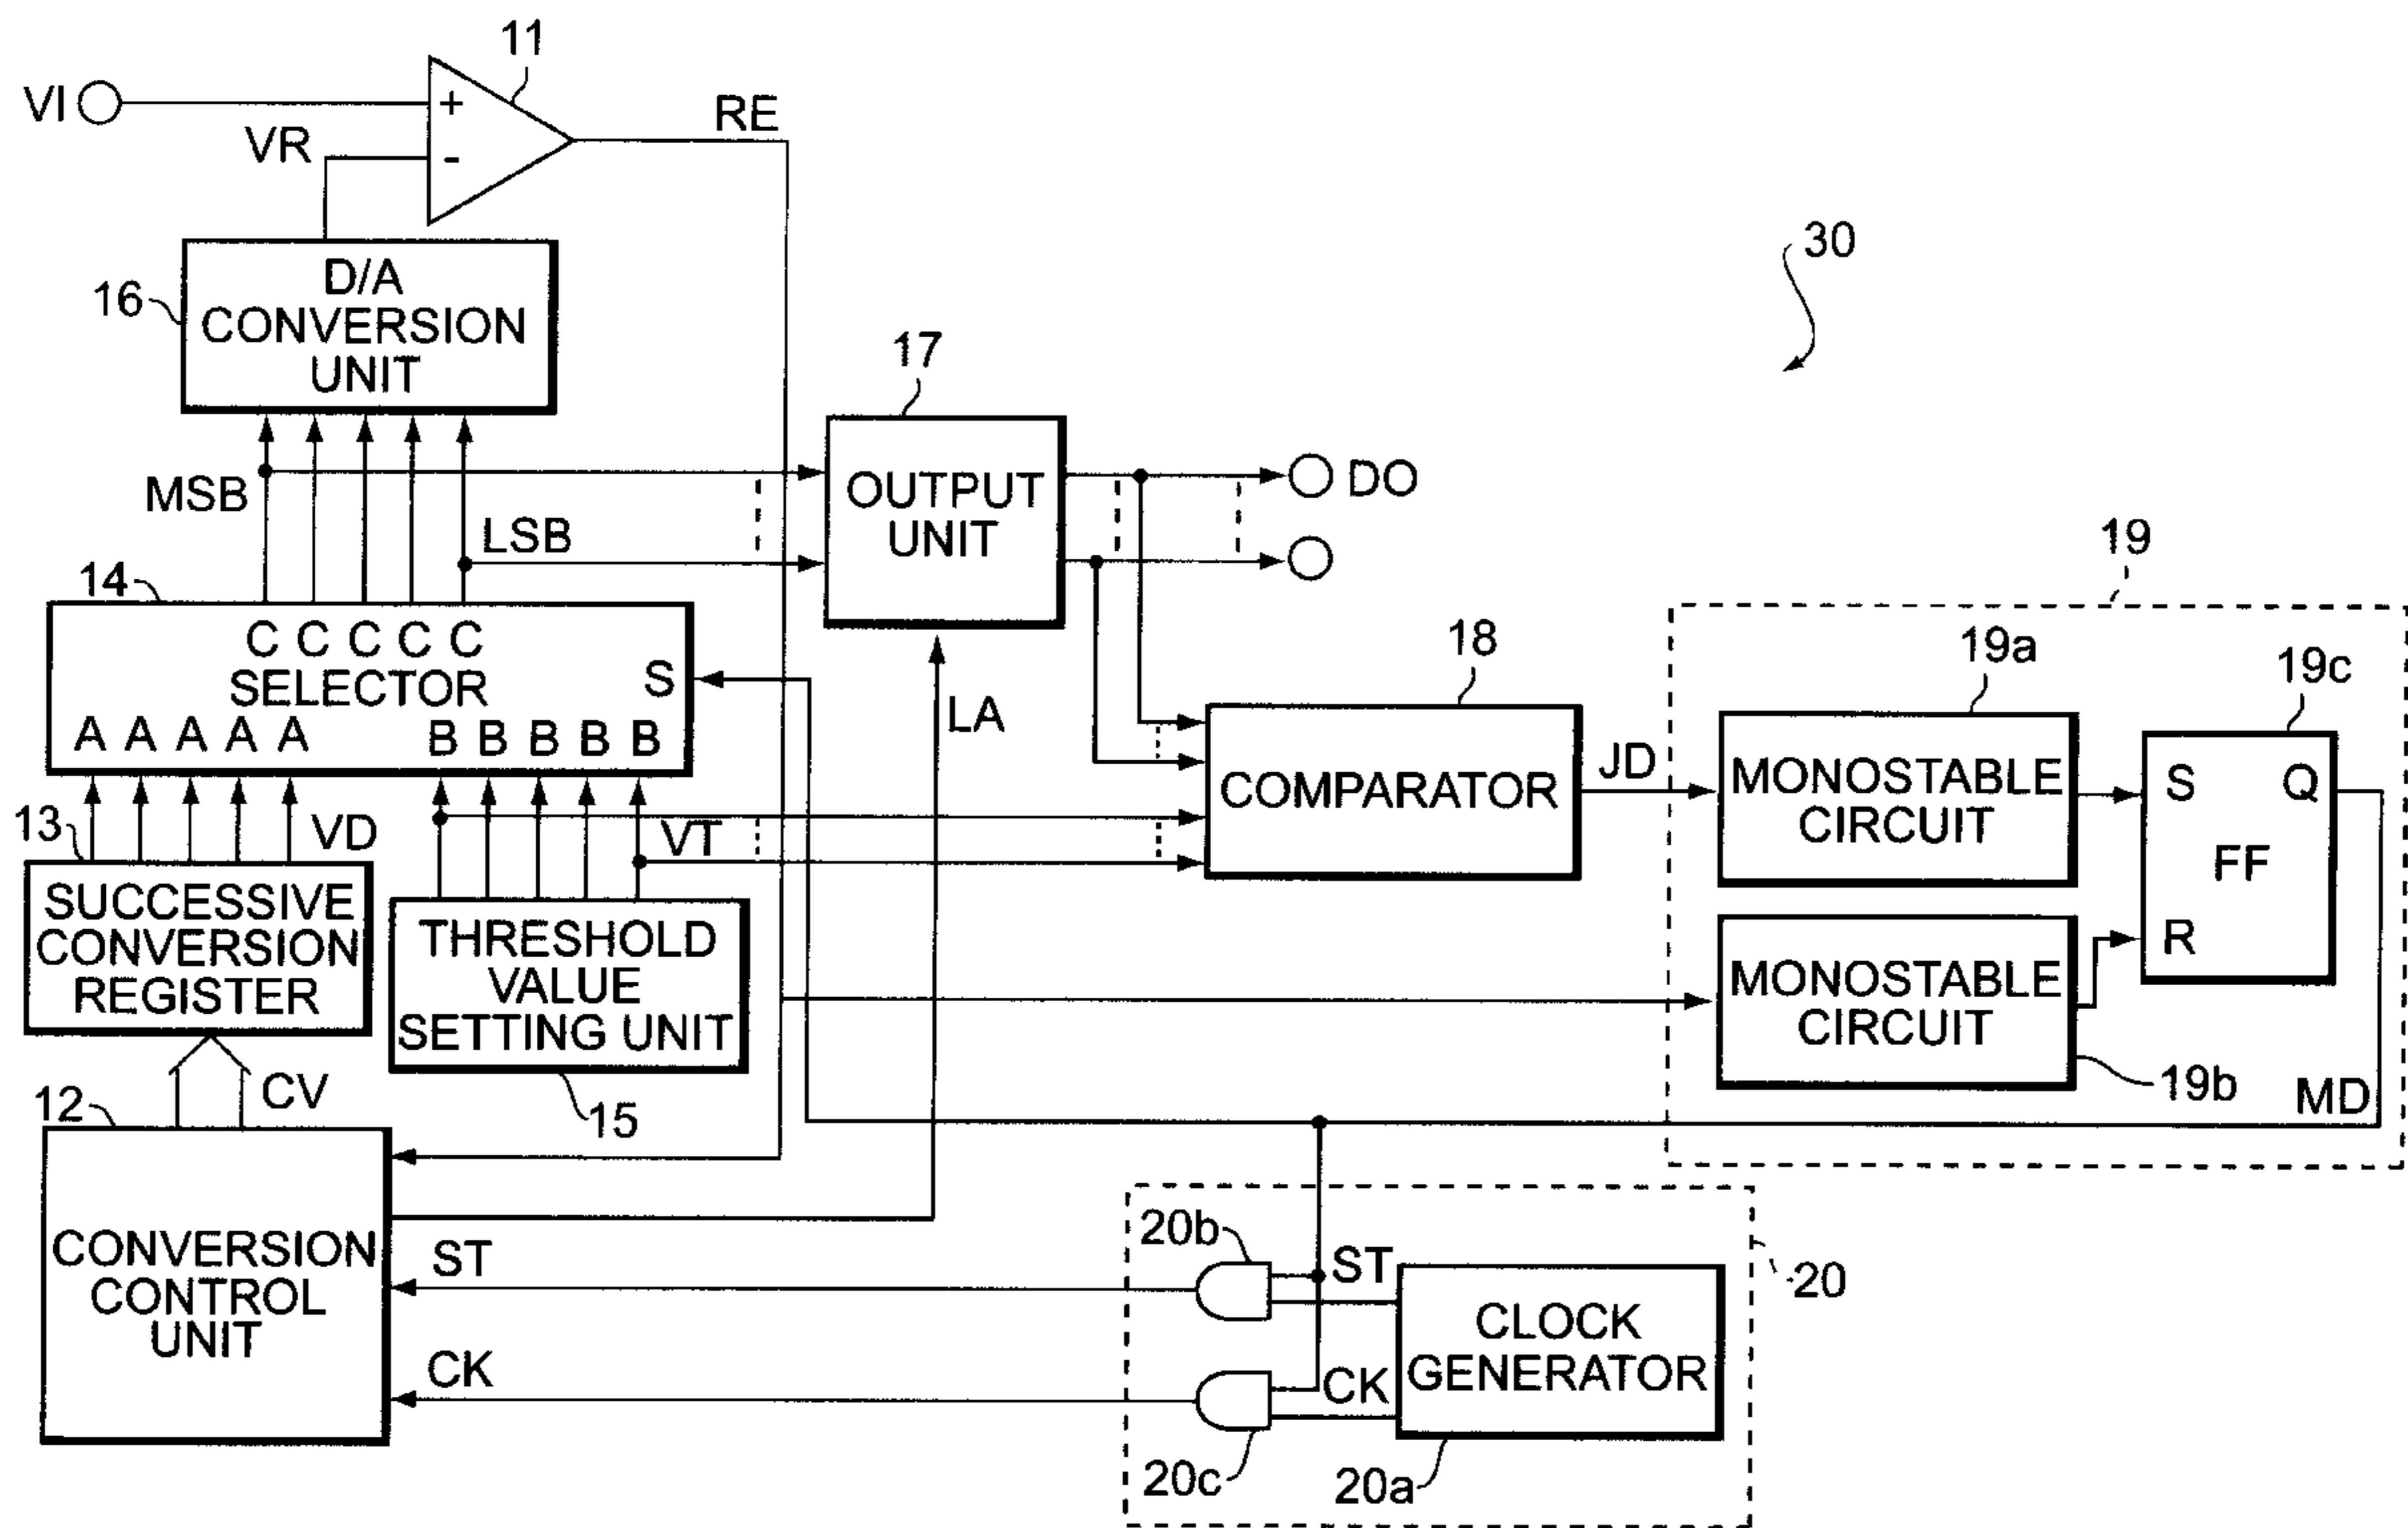 11
VI
+
RE
VR
-
30
D/A
CONVERSION
UNIT
16
17
MSB
OUTPUT
UNIT
DO
LSB
19
14
C C C C C
SELECTOR
S
A A A A A
B B B B B
18
19a
19c
LA
COMPARATOR
JD
MONOSTABLE
CIRCUIT
S
Q
FF
R
13
VD
VT
SUCCESSIVE
CONVERSION
REGISTER
THRESHOLD
VALUE
SETTING UNIT
MONOSTABLE
CIRCUIT
19b
MD
12
CV
15
CONVERSION
CONTROL
UNIT
ST
CK
20b
ST
CLOCK
GENERATOR
CK
20
20c
20a